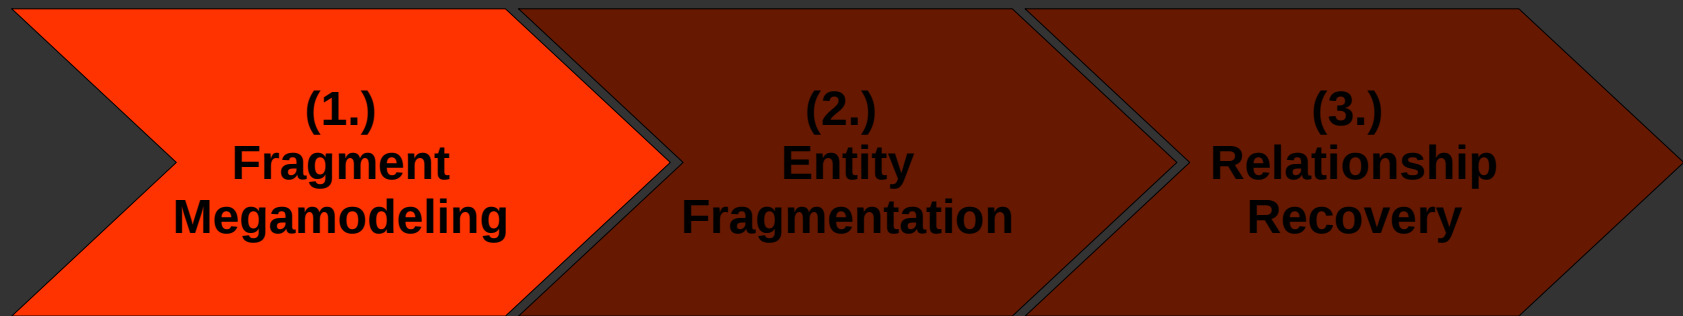 (1.)
Fragment
Megamodeling
(2.)
Entity
Fragmentation
(3.)
Relationship
Recovery